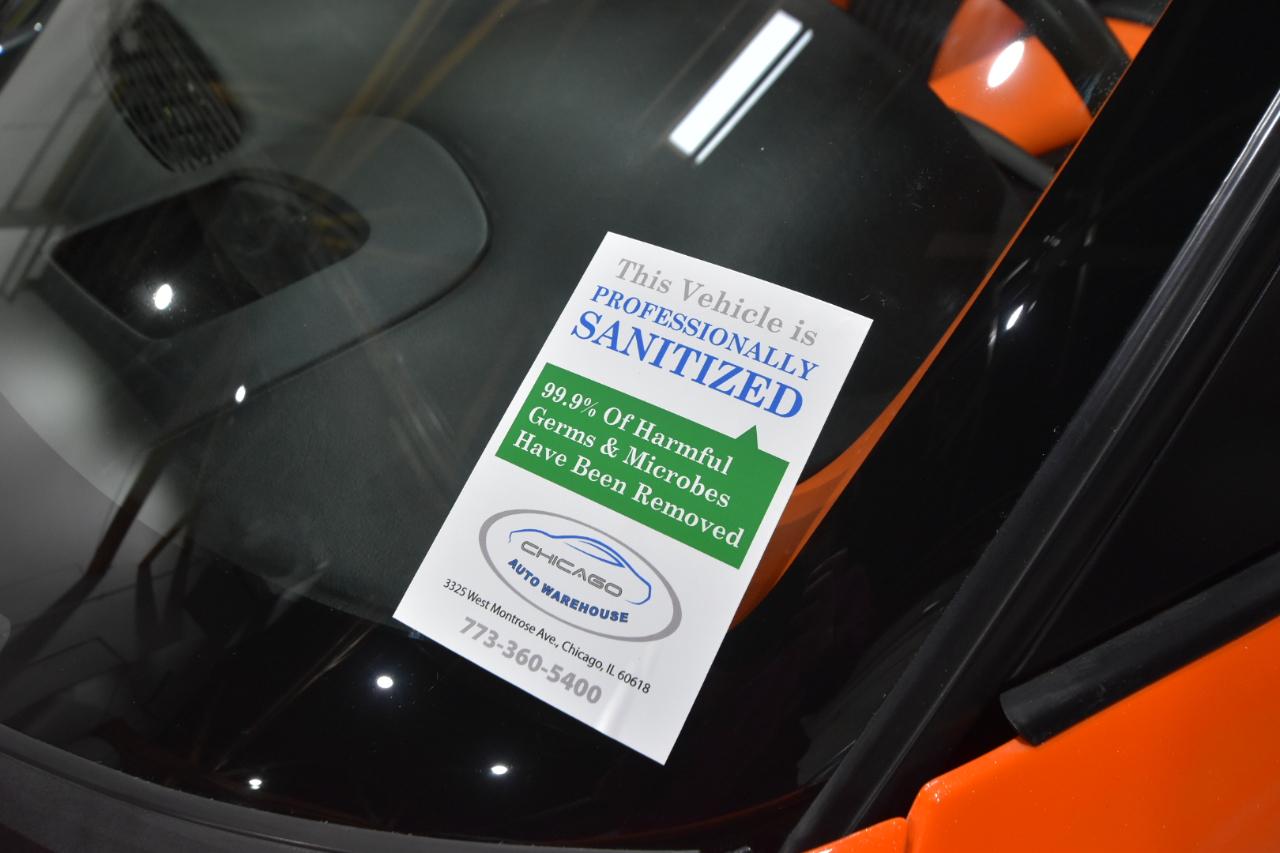 This Vehicle is
PROFESSIONALLY
SANITIZED
99.9% Of Harmful
Germs & Microbes
Have Been Removed
CHICAGO
AUTO WAREHOUSE
3325 West Montrose Ave., Chicago, IL 60618
773-360-5400